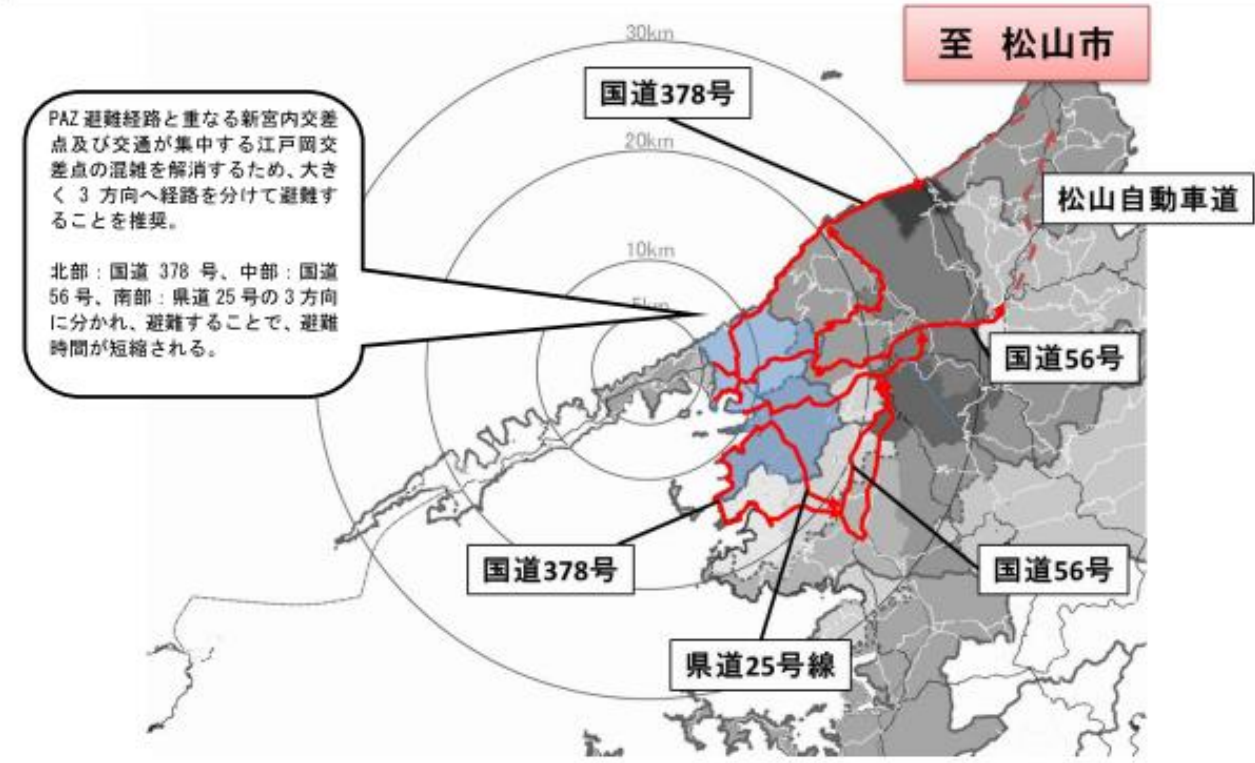 30km
至 松山市
国道378号
PAZ 避難経路と重なる新宮内交差
点及び交通が集中する江戸岡交
差点の混雑を解消するため、大き
く 3 方向へ経路を分けて避難す
ることを推奨。
20km
松山自動車道
北部：国道 378 号、中部：国道
56 号、南部：県道 25 号の 3 方向
に分かれ、避難することで、避難
時間が短縮される。
10km
5km
国道56号
国道378号
国道56号
県道25号線